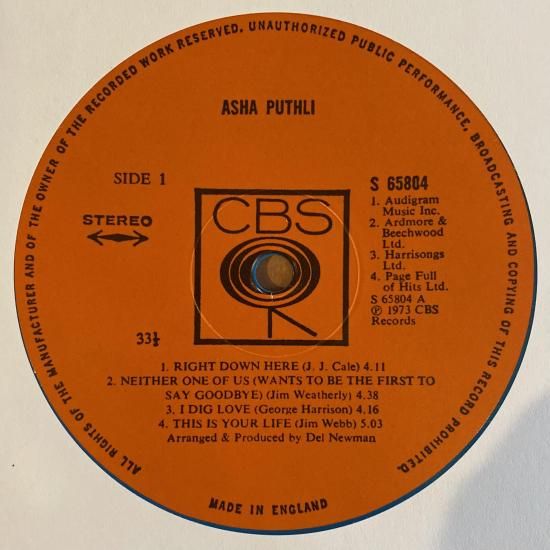 ALL RIGHTS OF THE MANUFACTURER AND OF THE OWNER OF THE RECORDED WORK RESERVED. UNAUTHORIZED PUBLIC PERFORMANCE, BROADCASTING AND COPYING OF THIS RECORD PROHIBITED.
ASHA PUTHLI
SIDE 1
STEREO
33⅓
CBS
S 65804
1. Audigram
Music Inc.
2. Ardmore &
Beechwood
Ltd.
3. Harrisongs
Ltd.
4. Page Full
of Hits Ltd.
S 65804 A
℗ 1973 CBS
Records
1. RIGHT DOWN HERE (J. J. Cale) 4.11
2. NEITHER ONE OF US (WANTS TO BE THE FIRST TO
SAY GOODBYE) (Jim Weatherly) 4.38
3. I DIG LOVE (George Harrison) 4.16
4. THIS IS YOUR LIFE (Jim Webb) 5.03
Arranged & Produced by Del Newman
MADE IN ENGLAND